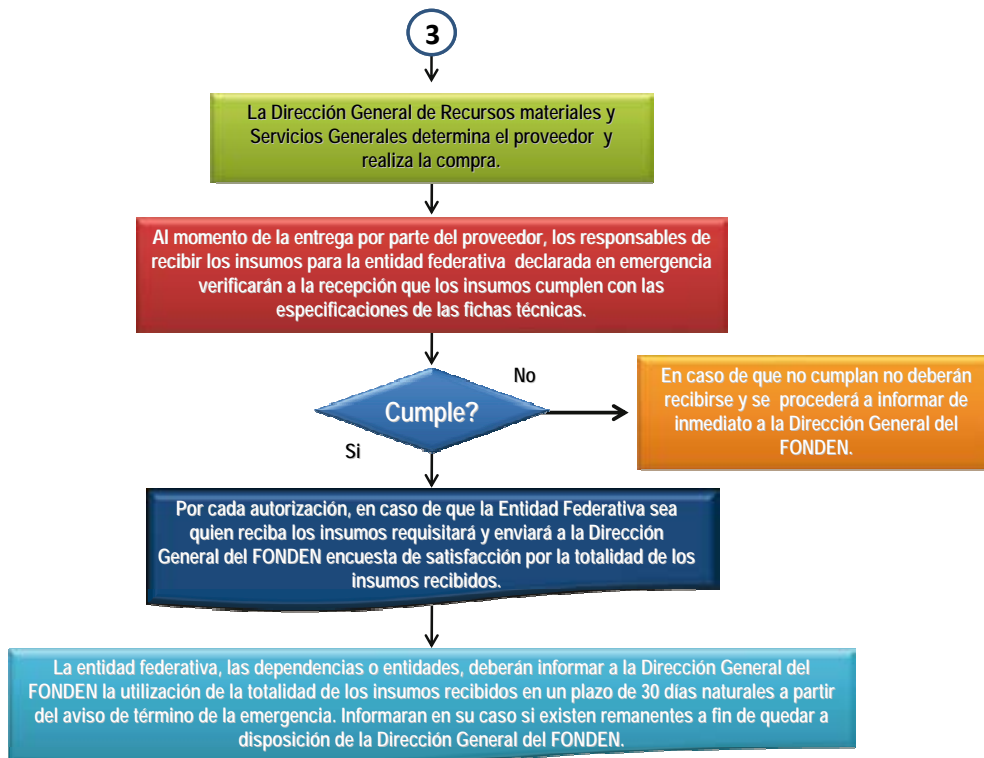 3
La Dirección General de Recursos materiales y
Servicios Generales determina el proveedor y
realiza la compra.
Al momento de la entrega por parte del proveedor, los responsables de
recibir los insumos para la entidad federativa declarada en emergencia
verificarán a la recepción que los insumos cumplen con las
especificaciones de las fichas técnicas.
Cumple?
No
En caso de que no cumplan no deberán
recibirse y se procederá a informar de
inmediato a la Dirección General del
FONDEN.
Si
Por cada autorización, en caso de que la Entidad Federativa sea
quien reciba los insumos requisitará y enviará a la Dirección
General del FONDEN encuesta de satisfacción por la totalidad de los
insumos recibidos.
La entidad federativa, las dependencias o entidades, deberán informar a la Dirección General del
FONDEN la utilización de la totalidad de los insumos recibidos en un plazo de 30 días naturales a partir
del aviso de término de la emergencia. Informaran en su caso si existen remanentes a fin de quedar a
disposición de la Dirección General del FONDEN.